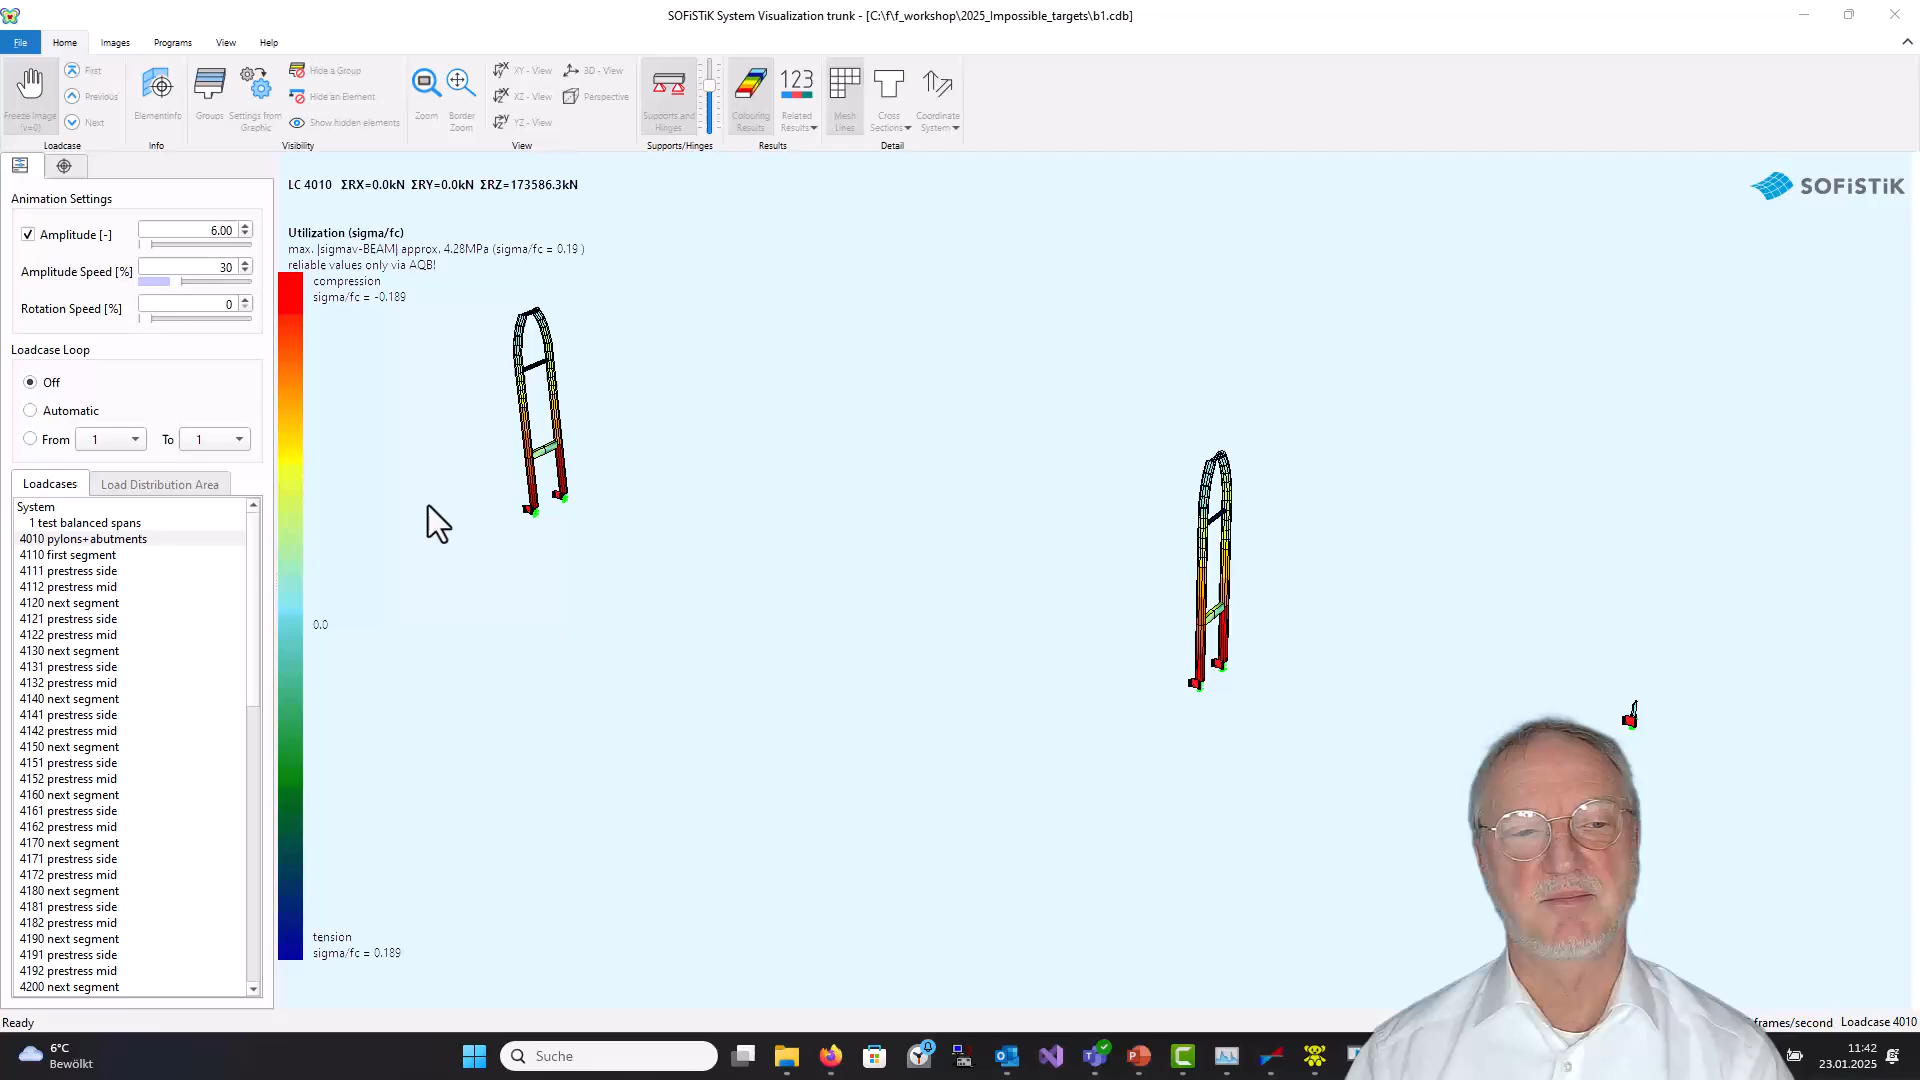 SOFiSTiK System Visualization trunk - [C:\f\f_workshop\2025_Impossible_targets\b1.cdb]
File Home Images Programs View Help
Freeze Image (v=0)
First
Previous
Next
Loadcase
ElementInfo
Info
Groups
Settings from Graphic
Hide a Group
Hide an Element
Show hidden elements
Visibility
Zoom
Border Zoom
XY - View
XZ - View
YZ - View
3D - View
Perspective
View
Supports and Hinges
Supports/Hinges
Colouring Results
123
Related Results
Results
Mesh Lines
Cross Sections
Coordinate System
Detail
Animation Settings
Amplitude [-] 6.00
Amplitude Speed [%] 30
Rotation Speed [%] 0
Loadcase Loop
Off
Automatic
From 1 To 1
Loadcases Load Distribution Area
System
1 test balanced spans
4010 pylons+abutments
4110 first segment
4111 prestress side
4112 prestress mid
4120 next segment
4121 prestress side
4122 prestress mid
4130 next segment
4131 prestress side
4132 prestress mid
4140 next segment
4141 prestress side
4142 prestress mid
4150 next segment
4151 prestress side
4152 prestress mid
4160 next segment
4161 prestress side
4162 prestress mid
4170 next segment
4171 prestress side
4172 prestress mid
4180 next segment
4181 prestress side
4182 prestress mid
4190 next segment
4191 prestress side
4192 prestress mid
4200 next segment
LC 4010 ΣRX=0.0kN ΣRY=0.0kN ΣRZ=173586.3kN
SOFiSTiK
Utilization (sigma/fc)
max. |sigmav-BEAM| approx. 4.28MPa (sigma/fc = 0.19 )
reliable values only via AQB!
compression
sigma/fc = -0.189
0.0
tension
sigma/fc = 0.189
Ready
frames/second Loadcase 4010
6°C
Bewölkt
Suche
11:42
23.01.2025